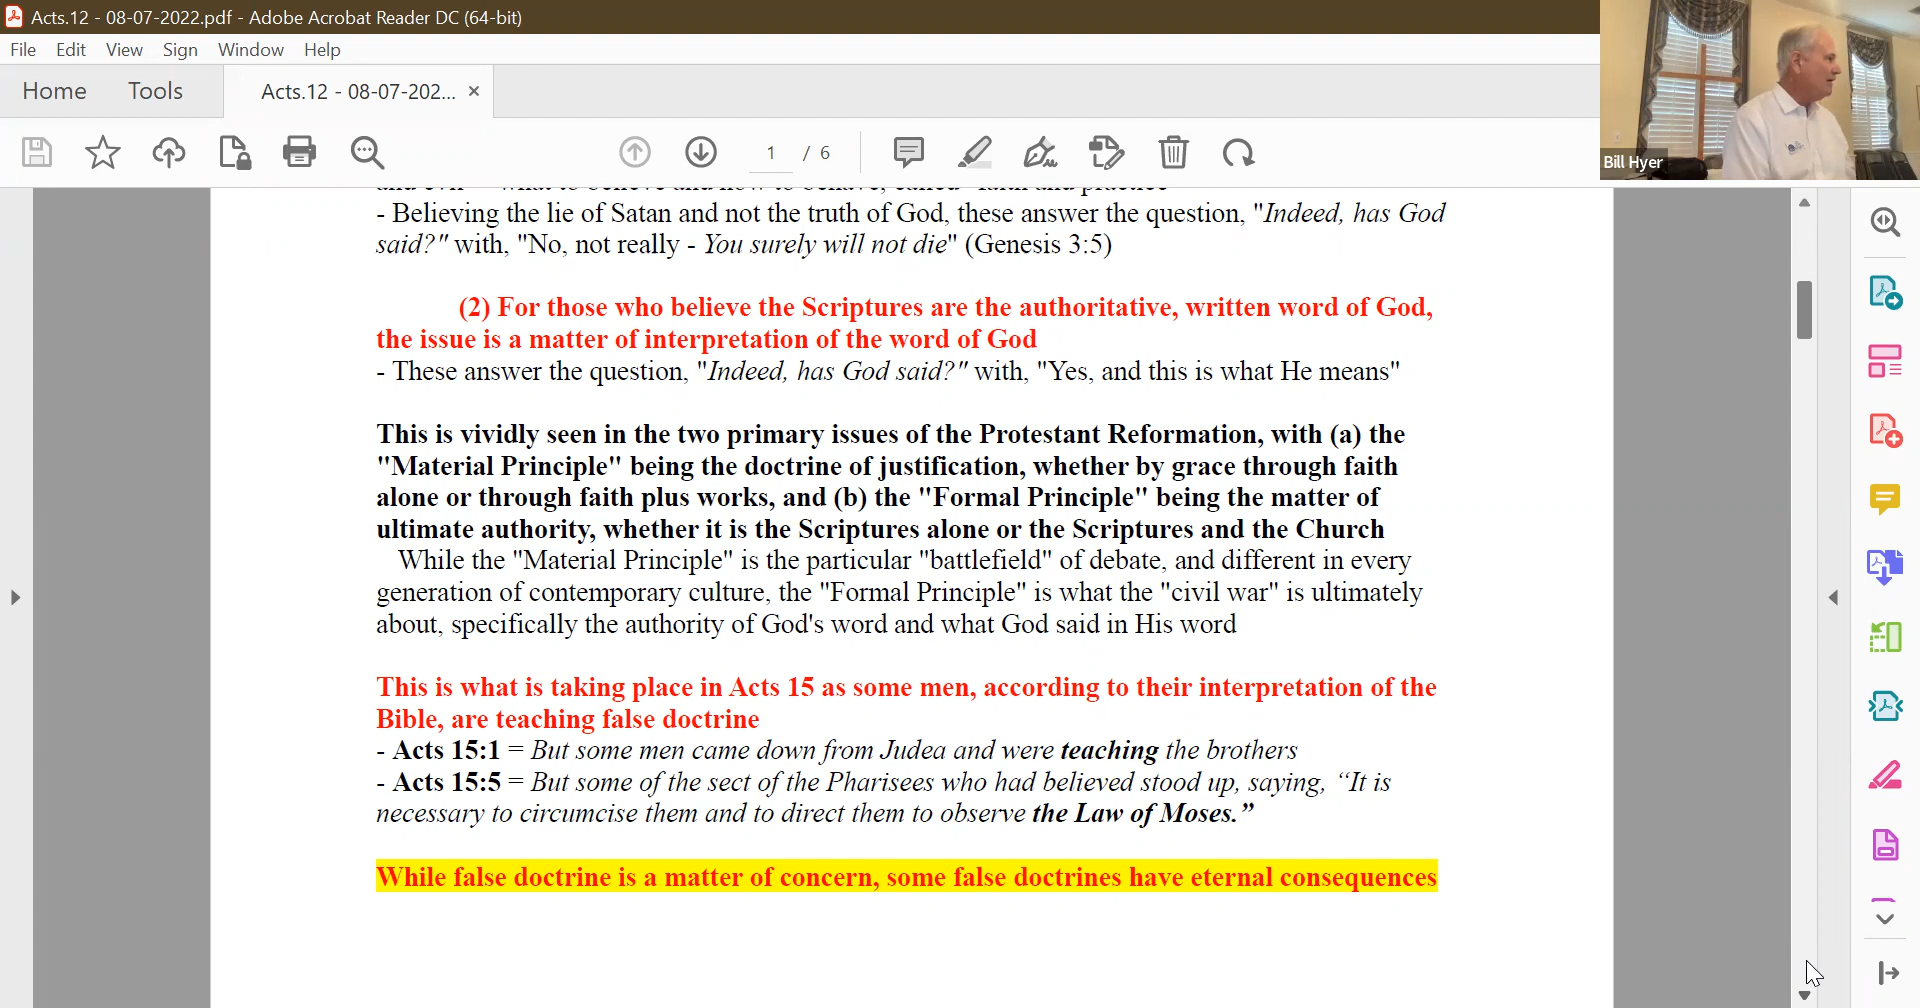 Acts.12 - 08-07-2022.pdf - Adobe Acrobat Reader DC (64-bit)
File Edit View Sign Window Help
Home Tools Acts.12 - 08-07-202... ×
1 / 6
Bill Hyer
- Believing the lie of Satan and not the truth of God, these answer the question, "Indeed, has God
said?" with, "No, not really - You surely will not die" (Genesis 3:5)
(2) For those who believe the Scriptures are the authoritative, written word of God,
the issue is a matter of interpretation of the word of God
- These answer the question, "Indeed, has God said?" with, "Yes, and this is what He means"
This is vividly seen in the two primary issues of the Protestant Reformation, with (a) the
"Material Principle" being the doctrine of justification, whether by grace through faith
alone or through faith plus works, and (b) the "Formal Principle" being the matter of
ultimate authority, whether it is the Scriptures alone or the Scriptures and the Church
While the "Material Principle" is the particular "battlefield" of debate, and different in every
generation of contemporary culture, the "Formal Principle" is what the "civil war" is ultimately
about, specifically the authority of God's word and what God said in His word
This is what is taking place in Acts 15 as some men, according to their interpretation of the
Bible, are teaching false doctrine
- Acts 15:1 = But some men came down from Judea and were teaching the brothers
- Acts 15:5 = But some of the sect of the Pharisees who had believed stood up, saying, “It is
necessary to circumcise them and to direct them to observe the Law of Moses.”
While false doctrine is a matter of concern, some false doctrines have eternal consequences